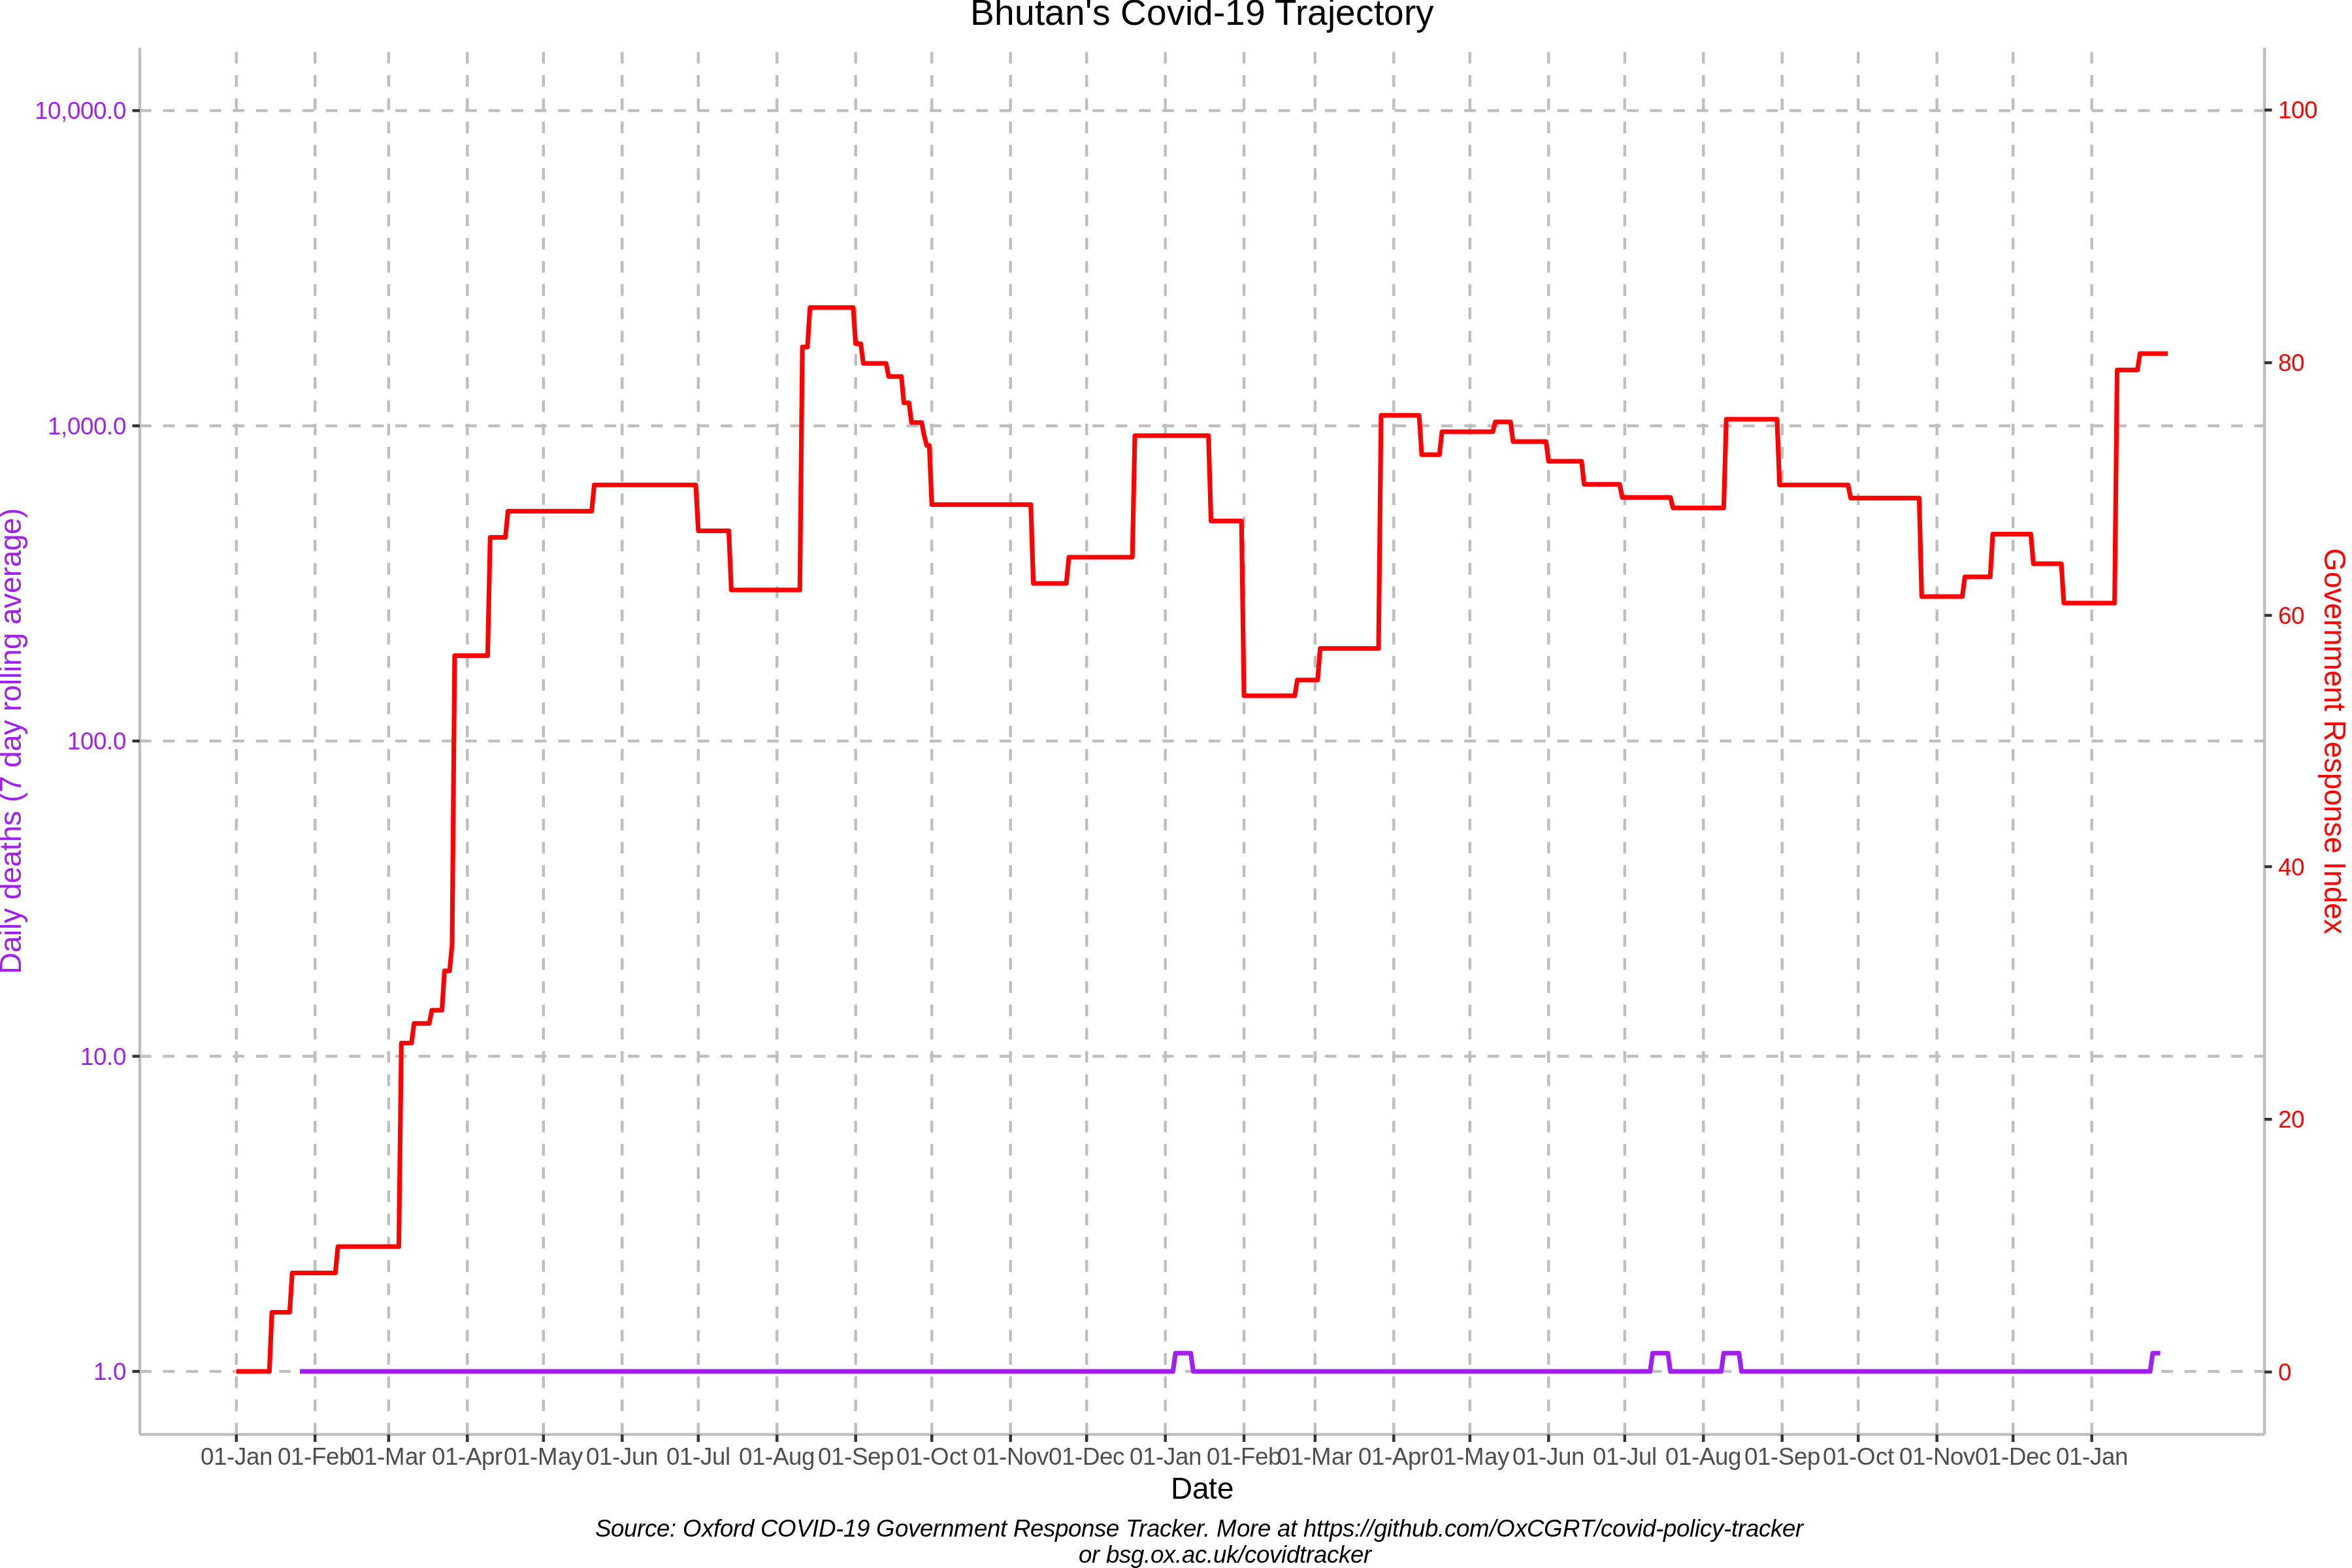 Bhutan's Covid-19 Trajectory
10,000.0
1,000.0
100.0
10.0
1.0
Daily deaths (7 day rolling average)
100
80
60
40
20
0
Government Response Index
01-Jan 01-Feb 01-Mar 01-Apr 01-May 01-Jun 01-Jul 01-Aug 01-Sep 01-Oct 01-Nov 01-Dec 01-Jan 01-Feb 01-Mar 01-Apr 01-May 01-Jun 01-Jul 01-Aug 01-Sep 01-Oct 01-Nov 01-Dec 01-Jan
Date
Source: Oxford COVID-19 Government Response Tracker. More at https://github.com/OxCGRT/covid-policy-tracker
or bsg.ox.ac.uk/covidtracker